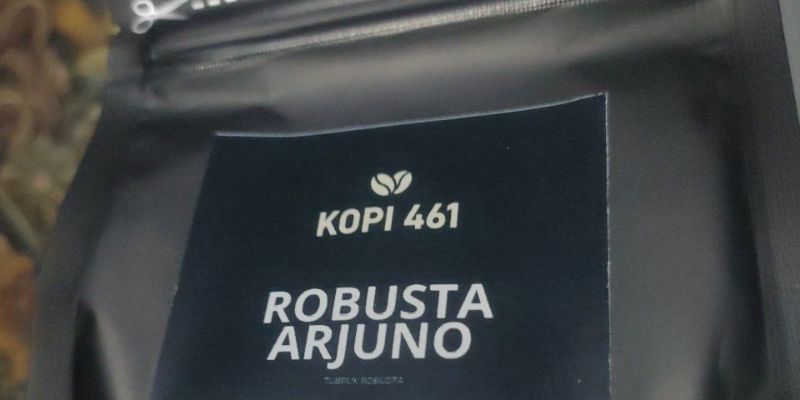 KOPI 461
ROBUSTA
ARJUNO
TUBRUK ROBUSTA